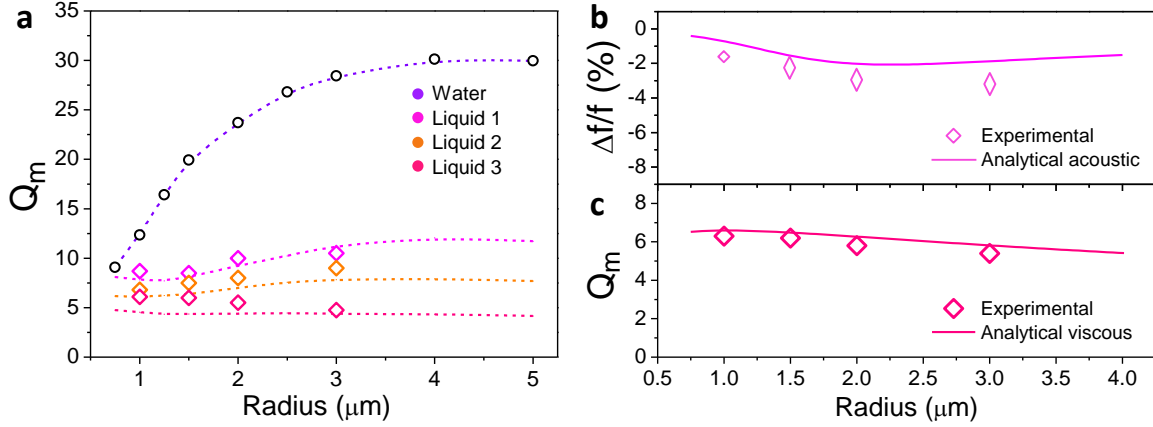 a
Q_m
35
30
25
20
15
10
5
0
1
2
3
4
5
Radius (μm)
Water
Liquid 1
Liquid 2
Liquid 3
b
Δf/f (%)
0
-2
-4
-6
-8
Experimental
Analytical acoustic
c
Q_m
8
6
4
2
0
Experimental
Analytical viscous
0.5
1.0
1.5
2.0
2.5
3.0
3.5
4.0
Radius (μm)